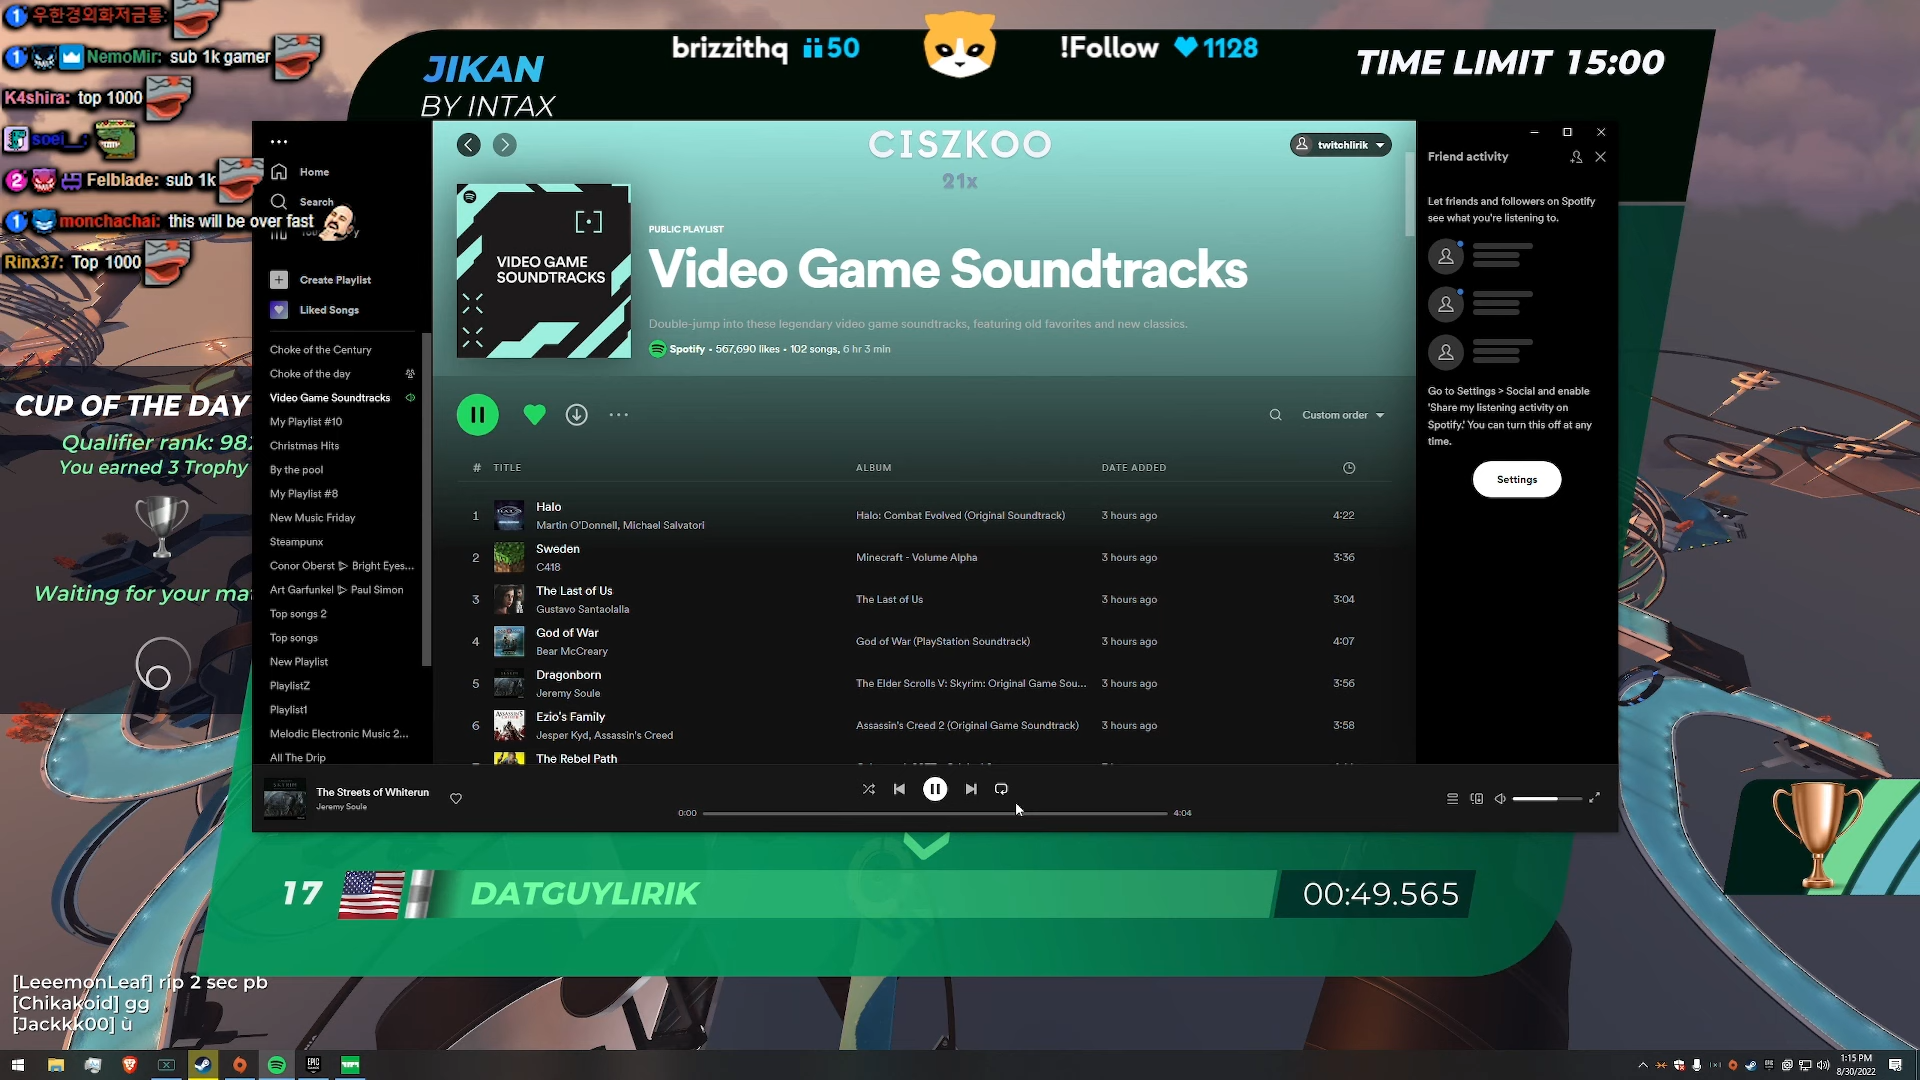 우한경외화저금통:
NemoMir: sub 1k gamer
K4shira: top 1000
soei__:
Felblade: sub 1k
monchachai: this will be over fast
Rinx37: Top 1000
JIKAN
BY INTAX
brizzithq 50
!Follow 1128
TIME LIMIT 15:00
CISZKOO
21x
CUP OF THE DAY
Qualifier rank: 982
You earned 3 Trophy
Waiting for your
Home
Search
Create Playlist
Liked Songs
Choke of the Century
Choke of the day
Video Game Soundtracks
My Playlist #10
Christmas Hits
By the pool
My Playlist #8
New Music Friday
Steampunx
Conor Oberst ▷ Bright Eyes...
Art Garfunkel ▷ Paul Simon
Top songs 2
Top songs
New Playlist
PlaylistZ
Playlist1
Melodic Electronic Music 2...
All The Drip
twitchlirik
VIDEO GAME
SOUNDTRACKS
PUBLIC PLAYLIST
Video Game Soundtracks
Double-jump into these legendary video game soundtracks, featuring old favorites and new classics.
Spotify • 567,690 likes • 102 songs, 6 hr 3 min
Custom order
# TITLE ALBUM DATE ADDED
1 Halo Halo: Combat Evolved (Original Soundtrack) 3 hours ago 4:22
Martin O'Donnell, Michael Salvatori
2 Sweden Minecraft - Volume Alpha 3 hours ago 3:36
C418
3 The Last of Us The Last of Us 3 hours ago 3:04
Gustavo Santaolalla
4 God of War God of War (PlayStation Soundtrack) 3 hours ago 4:07
Bear McCreary
5 Dragonborn The Elder Scrolls V: Skyrim: Original Game Sou... 3 hours ago 3:56
Jeremy Soule
6 Ezio's Family Assassin's Creed 2 (Original Game Soundtrack) 3 hours ago 3:58
Jesper Kyd, Assassin's Creed
The Rebel Path
Friend activity
Let friends and followers on Spotify
see what you're listening to.
Go to Settings > Social and enable
'Share my listening activity on
Spotify.' You can turn this off at any
time.
Settings
The Streets of Whiterun
Jeremy Soule
0:00 4:04
17 DATGUYLIRIK 00:49.565
[LeeemonLeaf] rip 2 sec pb
[Chikakoid] gg
[Jackkk00] ù
EPIC
GAMES
1:15 PM
8/30/2022